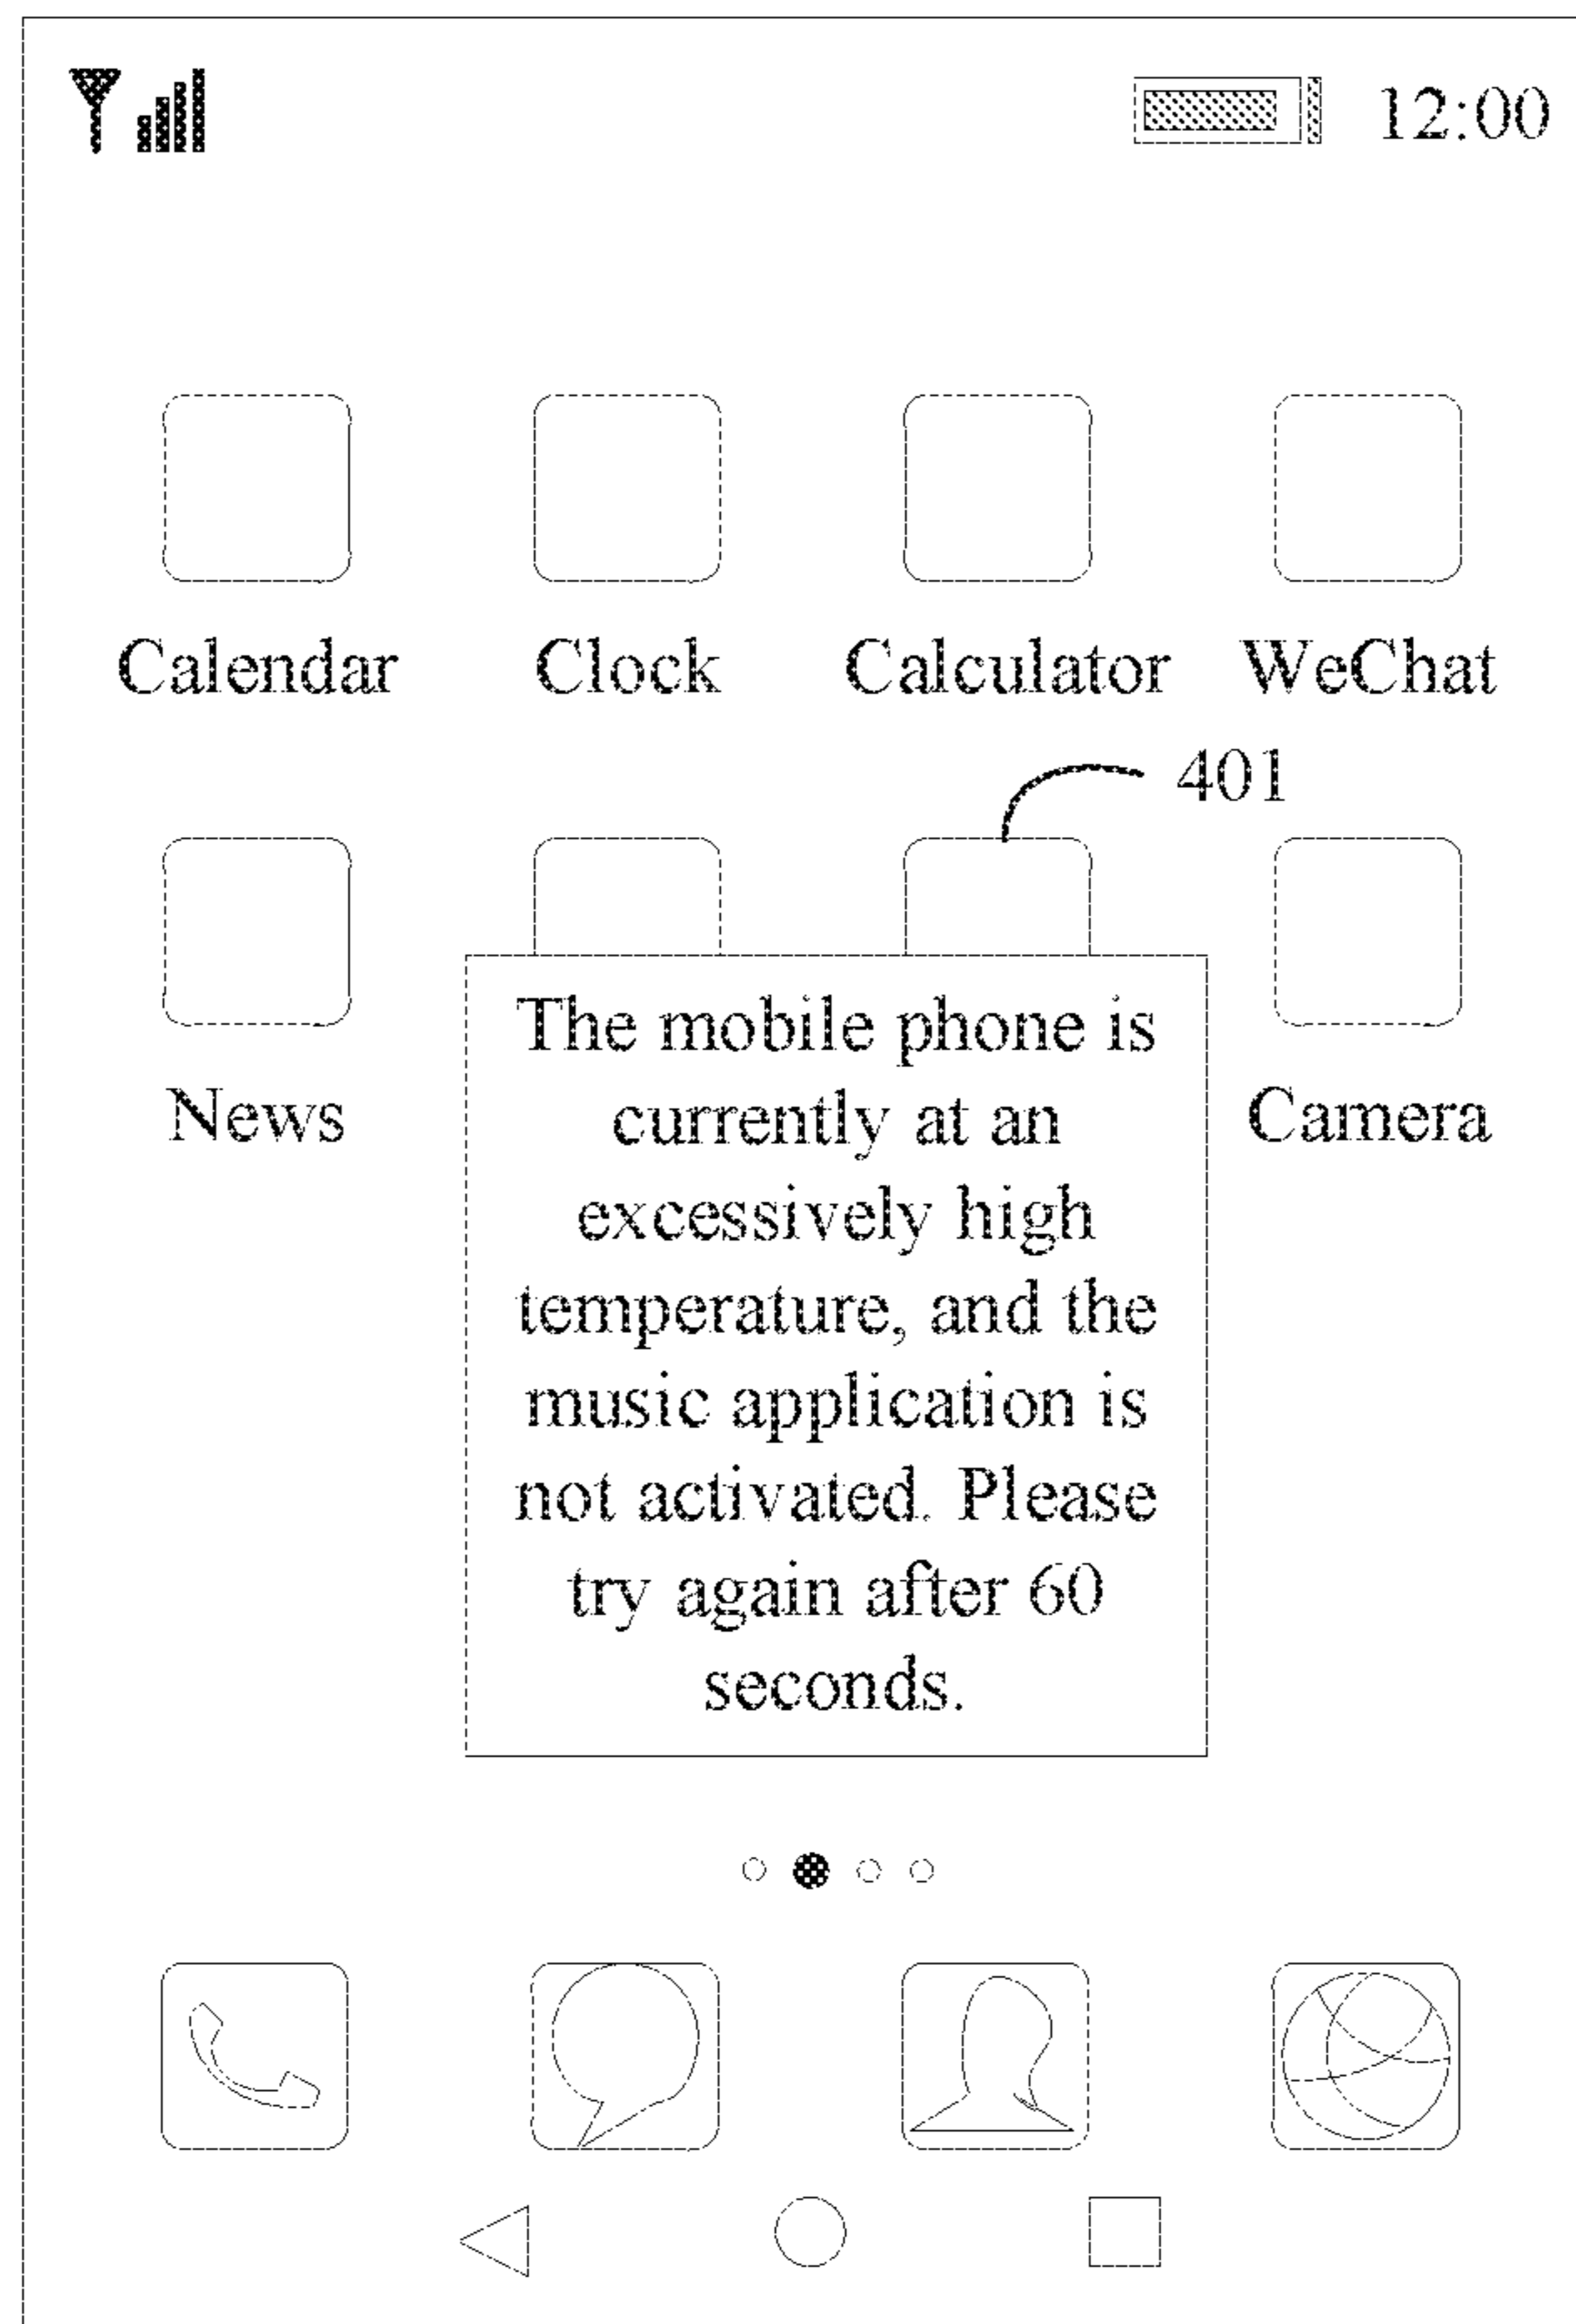 12:00
Calendar Clock Calculator WeChat
401
News Camera
The mobile phone is
currently at an
excessively high
temperature, and the
music application is
not activated. Please
try again after 60
seconds.